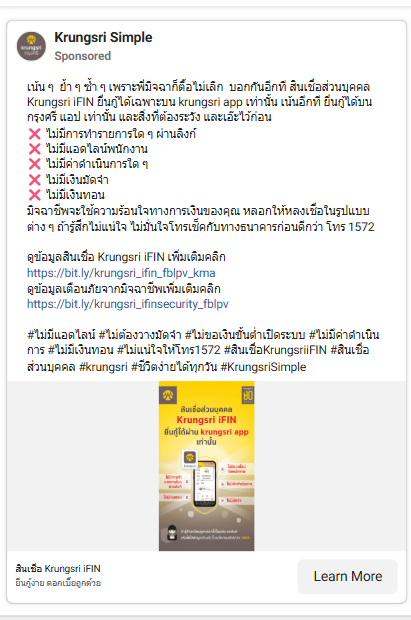 Krungsri Simple
Sponsored
krungsri
กรุงศรี
เน้น ๆ ย้ำ ๆ ซ้ำ ๆ เพราะพี่มิจฉาก็ดื้อไม่เลิก บอกกันอีกที สินเชื่อส่วนบุคคล
Krungsri iFIN ยื่นกู้ได้เฉพาะบน krungsri app เท่านั้น เน้นอีกที ยื่นกู้ได้บน
กรุงศรี แอป เท่านั้น และสิ่งที่ต้องระวัง และเอ๊ะไว้ก่อน
❌ ไม่มีการทำรายการใด ๆ ผ่านลิงก์
❌ ไม่มีแอดไลน์พนักงาน
❌ ไม่มีค่าดำเนินการใด ๆ
❌ ไม่มีเงินมัดจำ
❌ ไม่มีเงินทอน
มิจฉาชีพจะใช้ความร้อนใจทางการเงินของคุณ หลอกให้หลงเชื่อในรูปแบบ
ต่าง ๆ ถ้ารู้สึกไม่แน่ใจ ไม่มั่นใจโทรเช็คกับทางธนาคารก่อนดีกว่า โทร 1572
ดูข้อมูลสินเชื่อ Krungsri iFIN เพิ่มเติมคลิก
https://bit.ly/krungsri_ifin_fblpv_kma
ดูข้อมูลเตือนภัยจากมิจฉาชีพเพิ่มเติมคลิก
https://bit.ly/krungsri_ifinsecurity_fblpv
#ไม่มีแอดไลน์ #ไม่ต้องวางมัดจำ #ไม่ขอเงินขั้นต่ำเปิดระบบ #ไม่มีค่าดำเนิน
การ #ไม่มีเงินทอน #ไม่แน่ใจให้โทร1572 #สินเชื่อKrungsriiFIN #สินเชื่อ
ส่วนบุคคล #krungsri #ชีวิตง่ายได้ทุกวัน #KrungsriSimple
สินเชื่อส่วนบุคคล
Krungsri iFIN
ยื่นกู้ได้ผ่าน krungsri app
เท่านั้น
สินเชื่อ Krungsri iFIN
ยื่นกู้ง่าย ดอกเบี้ยถูกด้วย
Learn More